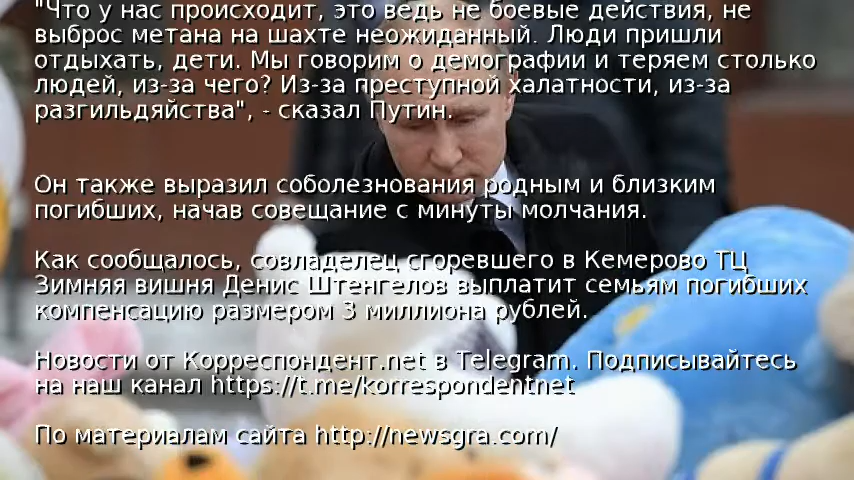 "Что у нас происходит, это ведь не боевые действия, не
выброс метана на шахте неожиданный. Люди пришли
отдыхать, дети. Мы говорим о демографии и теряем столько
людей, из-за чего? Из-за преступной халатности, из-за
разгильдяйства", - сказал Путин.
Он также выразил соболезнования родным и близким
погибших, начав совещание с минуты молчания.
Как сообщалось, совладелец сгоревшего в Кемерово ТЦ
Зимняя вишня Денис Штенгелов выплатит семьям погибших
компенсацию размером 3 миллиона рублей.
Новости от Корреспондент.net в Telegram. Подписывайтесь
на наш канал https://t.me/korrespondentnet
По материалам сайта http://newsgra.com/